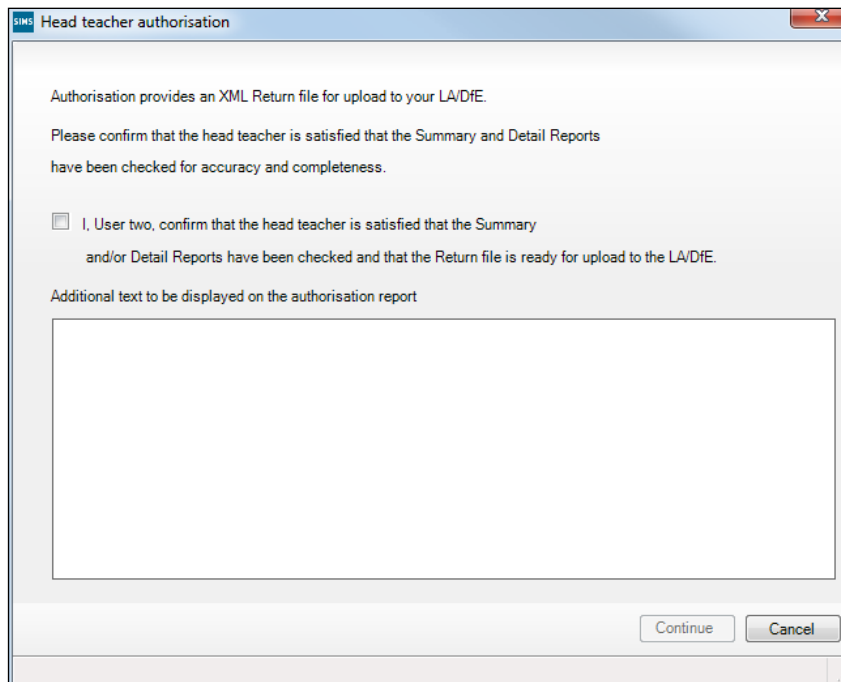 SIMS Head teacher authorisation
Authorisation provides an XML Return file for upload to your LA/DfE.
Please confirm that the head teacher is satisfied that the Summary and Detail Reports
have been checked for accuracy and completeness.
I, User two, confirm that the head teacher is satisfied that the Summary
and/or Detail Reports have been checked and that the Return file is ready for upload to the LA/DfE.
Additional text to be displayed on the authorisation report
Continue Cancel